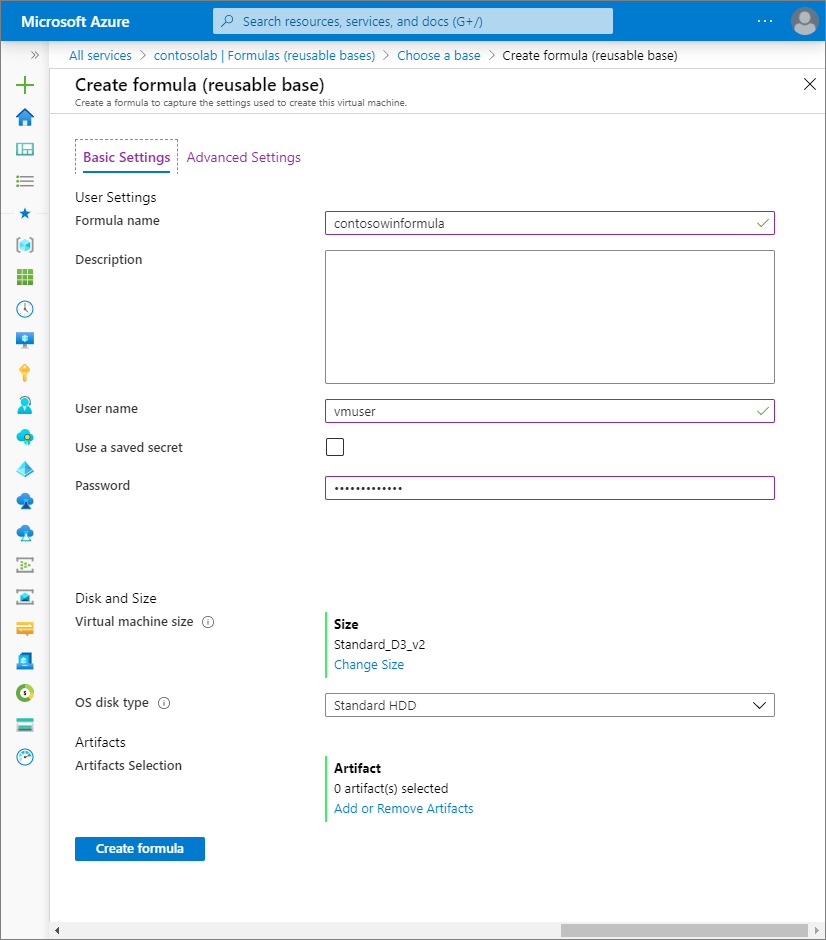 Microsoft Azure
Search resources, services, and docs (G+/)
All services > contosolab | Formulas (reusable bases) > Choose a base > Create formula (reusable base)
Create formula (reusable base)
Create a formula to capture the settings used to create this virtual machine.
Basic Settings Advanced Settings
User Settings
Formula name
contosowinformula
Description
User name
vmuser
Use a saved secret
Password
•••••••••••••
Disk and Size
Virtual machine size
Size
Standard_D3_v2
Change Size
OS disk type
Standard HDD
Artifacts
Artifacts Selection
Artifact
0 artifact(s) selected
Add or Remove Artifacts
Create formula